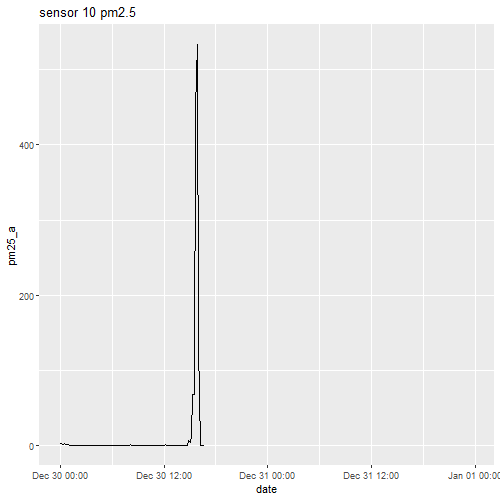 sensor 10 pm2.5
400
200
0
pm25_a
Dec 30 00:00
Dec 30 12:00
Dec 31 00:00
Dec 31 12:00
Jan 01 00:00
date